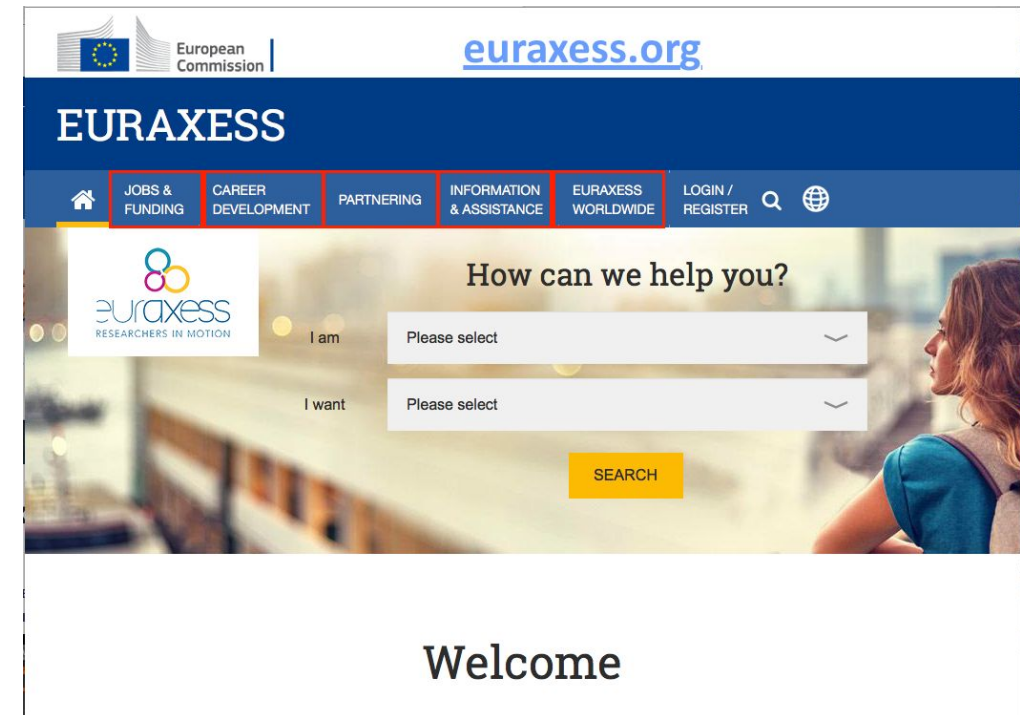 European
Commission
euraxess.org
EURAXESS
JOBS &
FUNDING
CAREER
DEVELOPMENT
PARTNERING
INFORMATION
& ASSISTANCE
EURAXESS
WORLDWIDE
LOGIN /
REGISTER
euraxess
RESEARCHERS IN MOTION
How can we help you?
I am Please select
I want Please select
SEARCH
Welcome